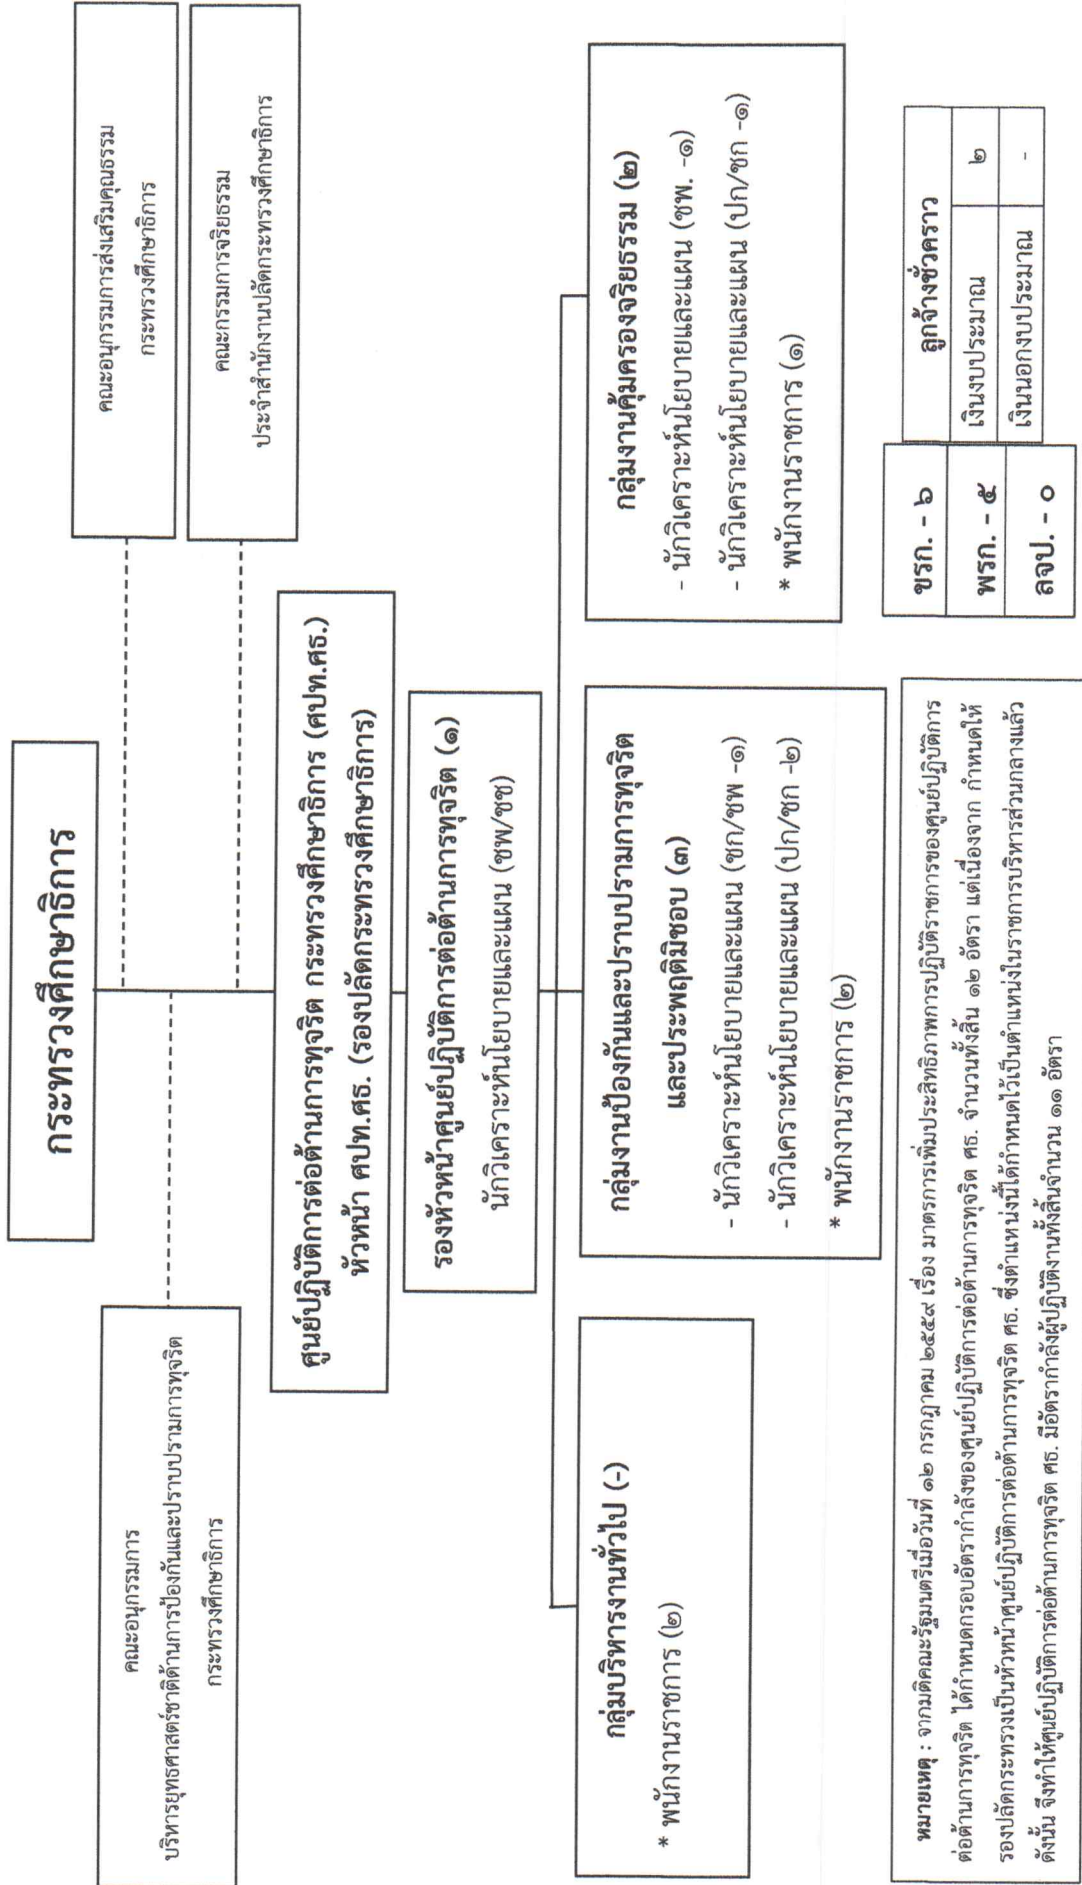 กระทรวงศึกษาธิการ
คณะอนุกรรมการ
บริหารยุทธศาสตร์ชาติด้านการป้องกันและปราบปรามการทุจริต
กระทรวงศึกษาธิการ
คณะอนุกรรมการส่งเสริมคุณธรรม
กระทรวงศึกษาธิการ
คณะกรรมการจริยธรรม
ประจำสำนักงานปลัดกระทรวงศึกษาธิการ
ศูนย์ปฏิบัติการต่อต้านการทุจริต กระทรวงศึกษาธิการ (ศปท.ศธ.)
หัวหน้า ศปท.ศธ. (รองปลัดกระทรวงศึกษาธิการ)
รองหัวหน้าศูนย์ปฏิบัติการต่อต้านการทุจริต (๑)
นักวิเคราะห์นโยบายและแผน (ชพ/ชช)
กลุ่มบริหารงานทั่วไป (-)
* พนักงานราชการ (๒)
กลุ่มงานป้องกันและปราบปรามการทุจริต
และประพฤติมิชอบ (๓)
- นักวิเคราะห์นโยบายและแผน (ชก/ชพ -๑)
- นักวิเคราะห์นโยบายและแผน (ปก/ชก -๒)
* พนักงานราชการ (๒)
กลุ่มงานคุ้มครองจริยธรรม (๒)
- นักวิเคราะห์นโยบายและแผน (ชพ. -๑)
- นักวิเคราะห์นโยบายและแผน (ปก/ชก -๑)
* พนักงานราชการ (๑)
หมายเหตุ : จากมติคณะรัฐมนตรีเมื่อวันที่ ๑๒ กรกฎาคม ๒๕๕๙ เรื่อง มาตรการเพิ่มประสิทธิภาพการปฏิบัติราชการของศูนย์ปฏิบัติการ
ต่อต้านการทุจริต ได้กำหนดกรอบอัตรากำลังของศูนย์ปฏิบัติการต่อต้านการทุจริต ศธ. จำนวนทั้งสิ้น ๑๒ อัตรา แต่เนื่องจาก กำหนดให้
รองปลัดกระทรวงเป็นหัวหน้าศูนย์ปฏิบัติการต่อต้านการทุจริต ศธ. ซึ่งตำแหน่งนี้ได้กำหนดไว้เป็นตำแหน่งในราชการบริหารส่วนกลางแล้ว
ดังนั้น จึงทำให้ศูนย์ปฏิบัติการต่อต้านการทุจริต ศธ. มีอัตรากำลังผู้ปฏิบัติงานทั้งสิ้นจำนวน ๑๑ อัตรา
ขรก. - ๖
พรก. - ๕
ลจป. - ๐
ลูกจ้างชั่วคราว
เงินงบประมาณ ๒
เงินนอกงบประมาณ -